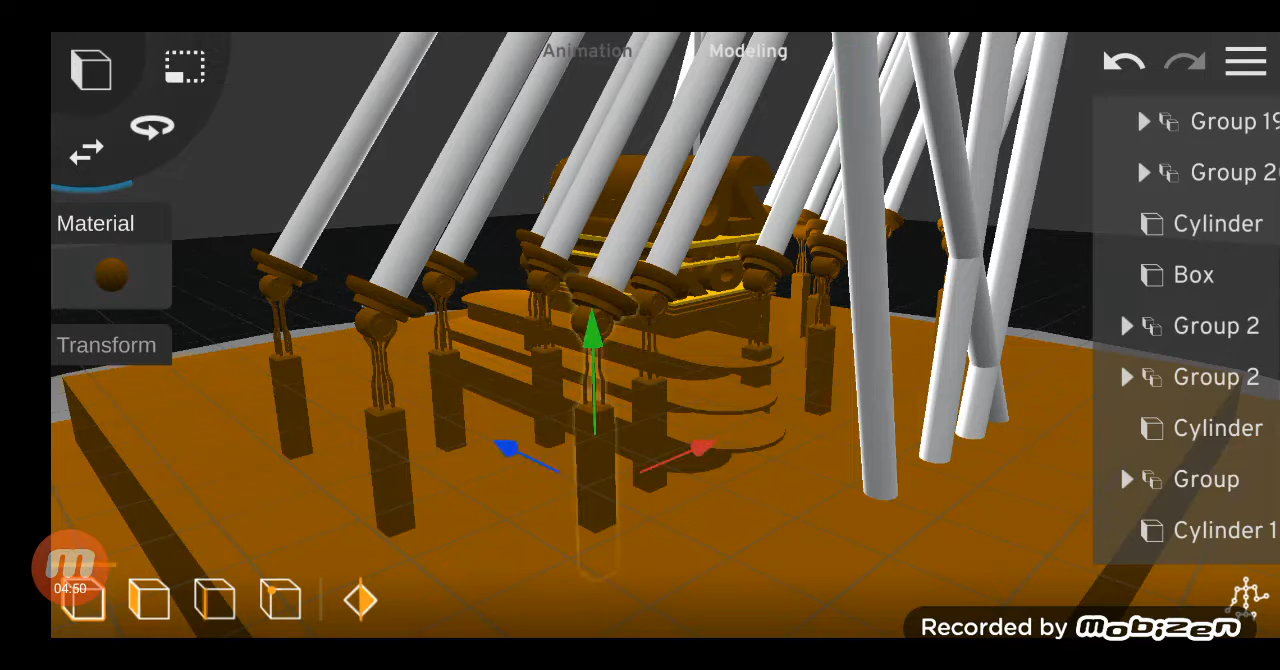 Animation
Modeling
Material
Transform
Group 19
Group 2
Cylinder
Box
Group 2
Group 2
Cylinder
Group
Cylinder 1
04:50
Recorded by Mobizen